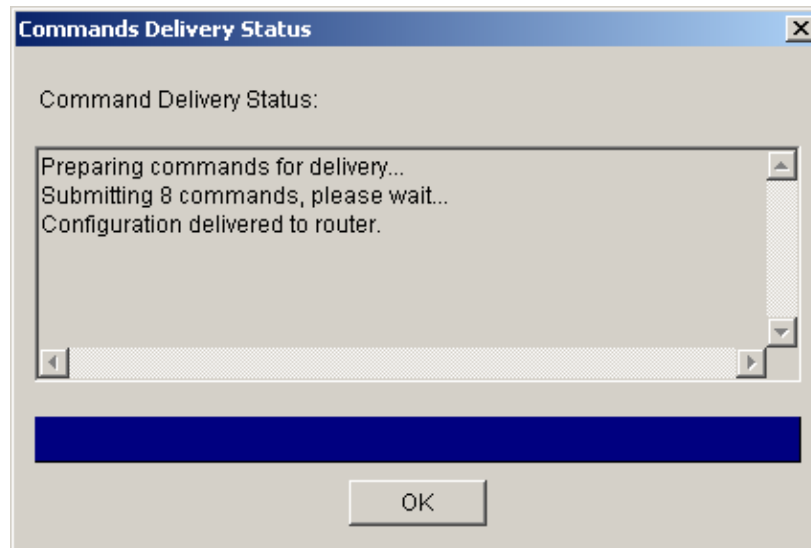 Commands Delivery Status
Command Delivery Status:
Preparing commands for delivery...
Submitting 8 commands, please wait...
Configuration delivered to router.
OK